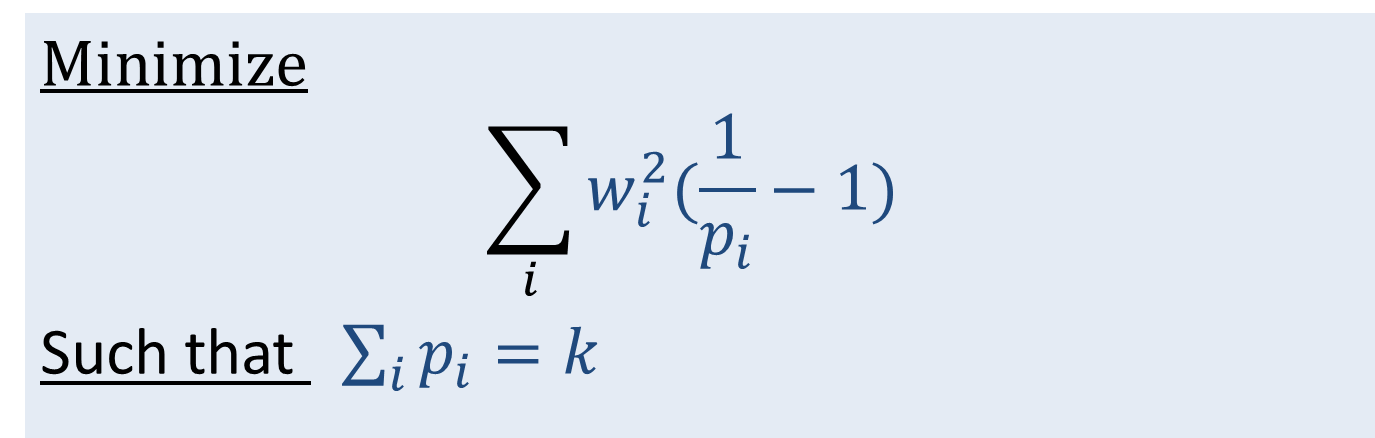 Minimize
∑_i w_i^2 (1/p_i − 1)
Such that ∑_i p_i = k